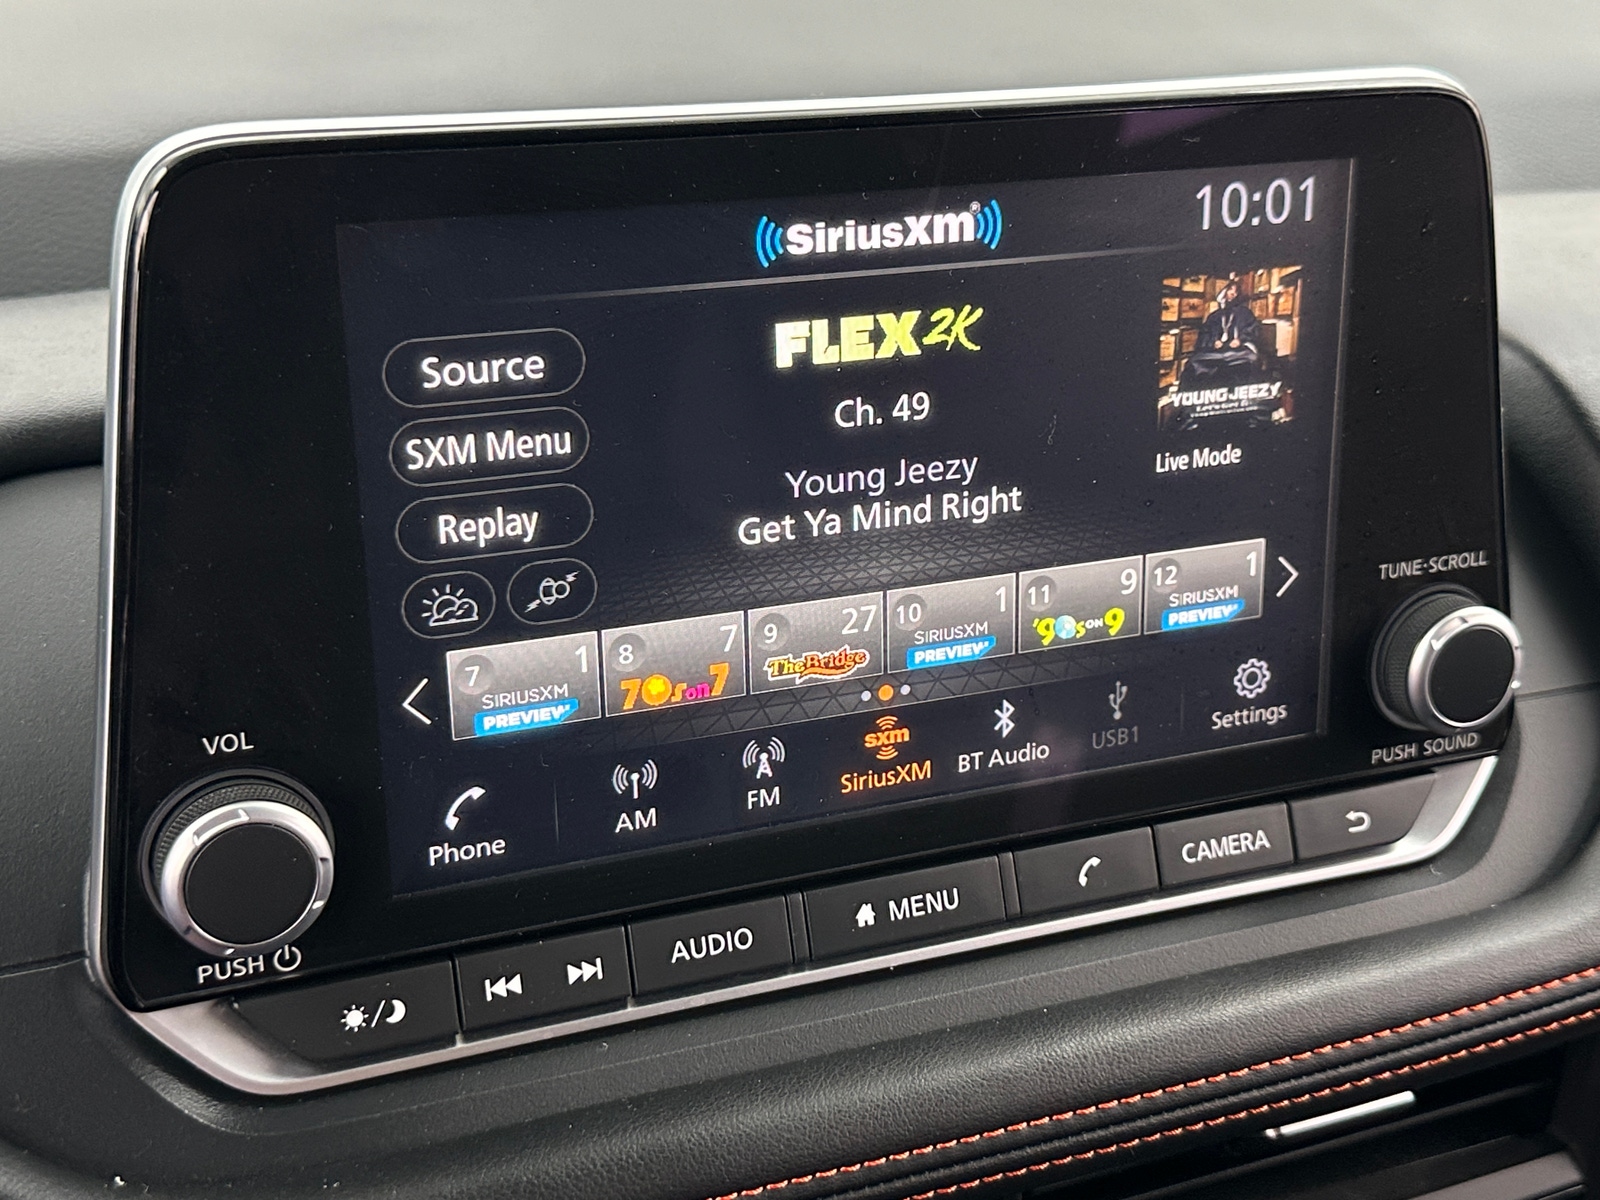 SiriusXM®
10:01
FLEX2K
Ch. 49
Young Jeezy
Get Ya Mind Right
YOUNG JEEZY
Live Mode
Source
SXM Menu
Replay
7 1
SIRIUSXM
PREVIEW
8 7
70s on 7
9 27
The Bridge
10 1
SIRIUSXM
PREVIEW
11 9
'90s ON 9
12 1
SIRIUSXM
PREVIEW
Phone
AM
FM
sxm
SiriusXM
BT Audio
USB1
Settings
VOL
PUSH
TUNE·SCROLL
PUSH SOUND
AUDIO
MENU
CAMERA